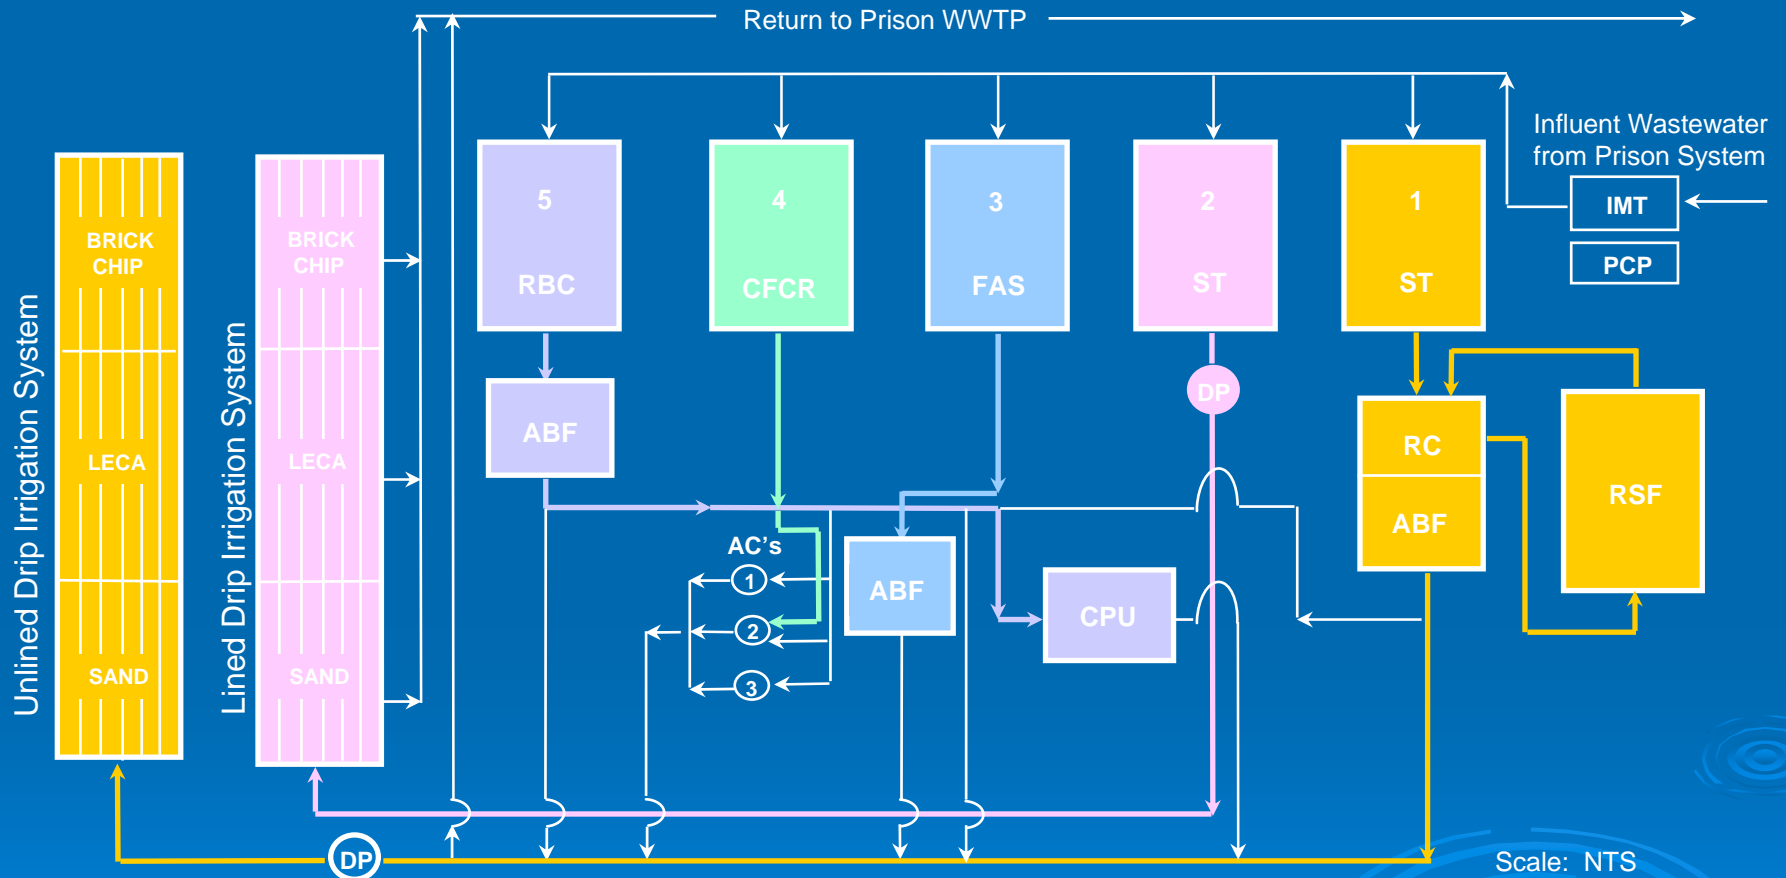 Return to Prison WWTP
Influent Wastewater
from Prison System
IMT
PCP
5
RBC
4
CFCR
3
FAS
2
ST
1
ST
BRICK
CHIP
LECA
SAND
Unlined Drip Irrigation System
BRICK
CHIP
LECA
SAND
Lined Drip Irrigation System
ABF
DP
RC
ABF
RSF
AC's
1
2
3
ABF
CPU
DP
Scale: NTS